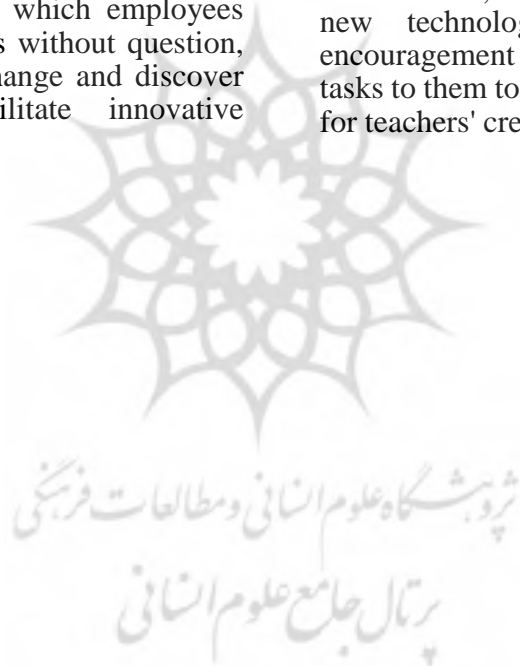 which employees
s without question,
hange and discover
ilitate innovative
new technolog
encouragement
tasks to them to
for teachers' cre
پژوهشگاه علوم انسانی و مطالعات فرهنگی
پرتال جامع علوم انسانی